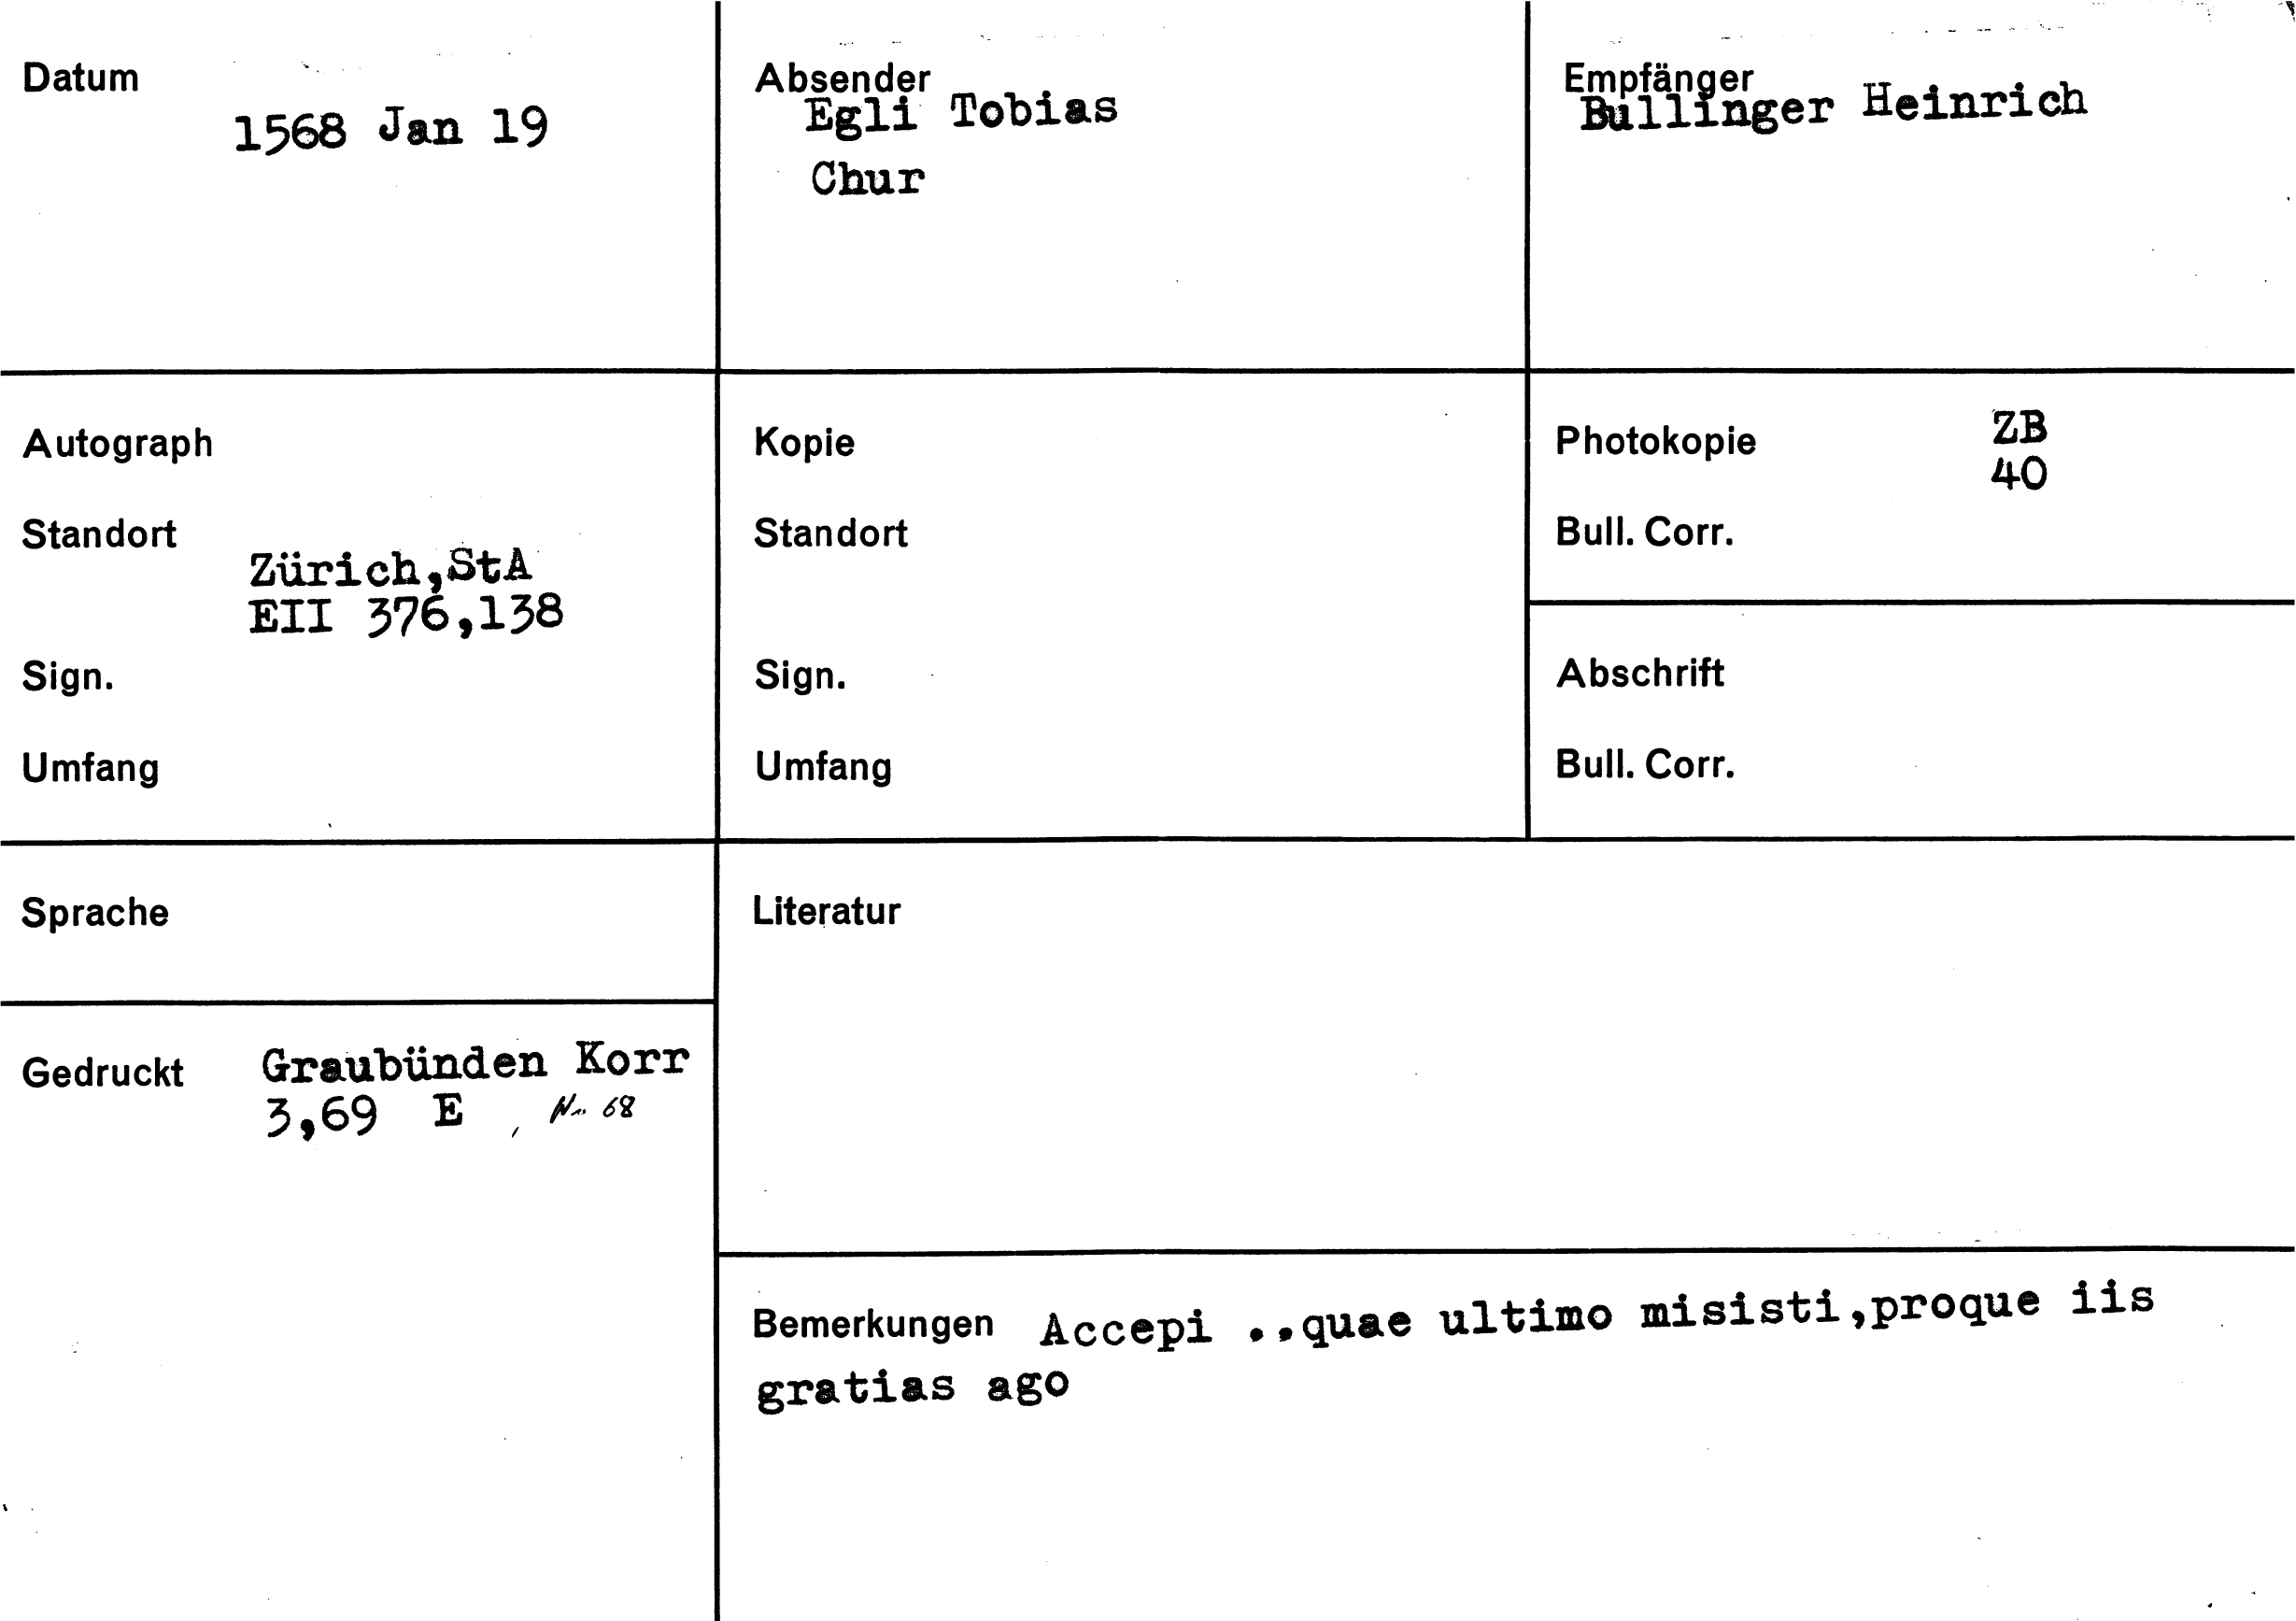 Datum
1568 Jan 19
Absender
Egli Tobias
Chur
Empfänger
Bullinger Heinrich
Autograph
Standort
Zürich,StA
EII 376,138
Sign.
Umfang
Kopie
Standort
Sign.
Umfang
Photokopie ZB
40
Bull. Corr.
Abschrift
Bull. Corr.
Sprache
Gedruckt Graubünden Korr
3,69 E , Nr. 68
Literatur
Bemerkungen Accepi ..quae ultimo misisti,proque iis
gratias ago